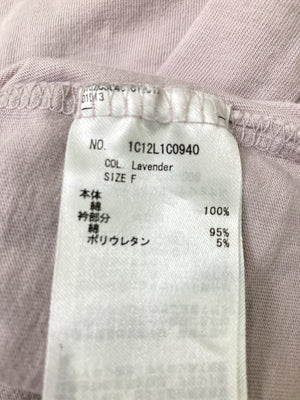 NO. 1C12L1C0940
COL. Lavender
SIZE F
本体
綿 100%
衿部分
綿 95%
ポリウレタン 5%